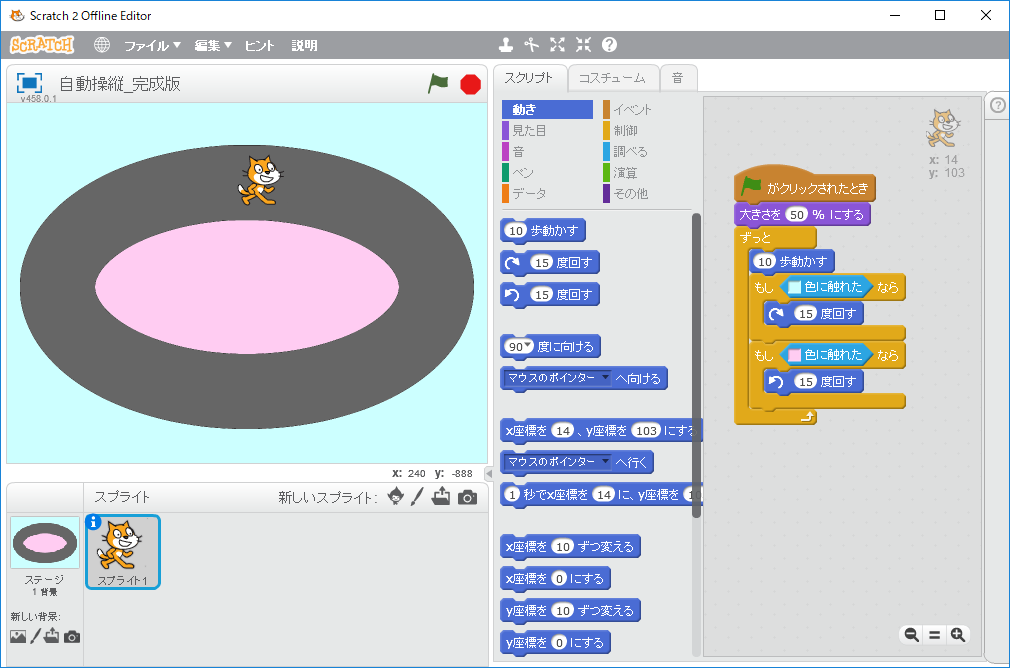 Scratch 2 Offline Editor
SCRATCH ファイル 編集 ヒント 説明
自動操縦_完成版
v458.0.1
x: 240 y: -888
スプライト 新しいスプライト:
ステージ
1 背景
新しい背景:
スプライト1
スクリプト コスチューム 音
動き イベント
見た目 制御
音 調べる
ペン 演算
データ その他
10 歩動かす
15 度回す
15 度回す
90 度に向ける
マウスのポインター へ向ける
x座標を 14 、y座標を 103 にする
マウスのポインター へ行く
1 秒でx座標を 14 に、y座標を 10
x座標を 10 ずつ変える
x座標を 0 にする
y座標を 10 ずつ変える
y座標を 0 にする
x: 14
y: 103
がクリックされたとき
大きさを 50 % にする
ずっと
10 歩動かす
もし 色に触れた なら
15 度回す
もし 色に触れた なら
15 度回す